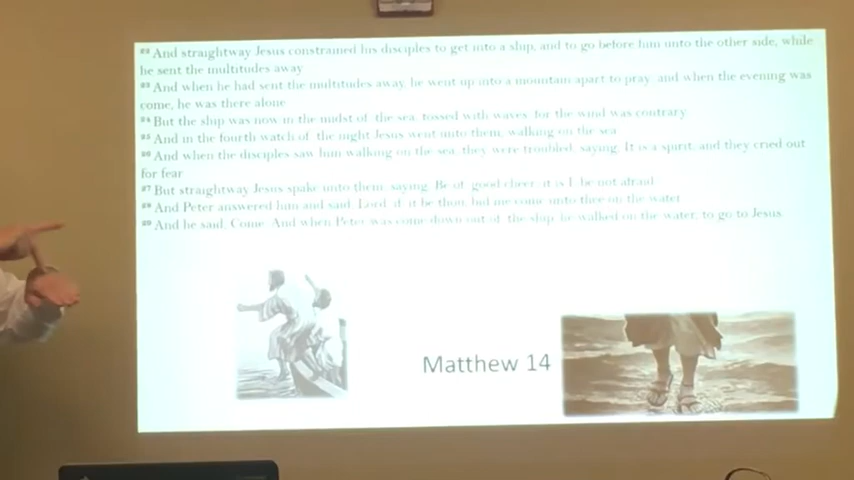 22 And straightway Jesus constrained his disciples to get into a ship, and to go before him unto the other side, while
he sent the multitudes away
23 And when he had sent the multitudes away, he went up into a mountain apart to pray: and when the evening was
come, he was there alone
24 But the ship was now in the midst of the sea, tossed with waves: for the wind was contrary.
25 And in the fourth watch of the night Jesus went unto them, walking on the sea
26 And when the disciples saw him walking on the sea, they were troubled, saying, It is a spirit; and they cried out
for fear
27 But straightway Jesus spake unto them, saying, Be of good cheer; it is I; be not afraid
28 And Peter answered him and said, Lord, if it be thou, bid me come unto thee on the water
29 And he said, Come. And when Peter was come down out of the ship, he walked on the water, to go to Jesus.
Matthew 14